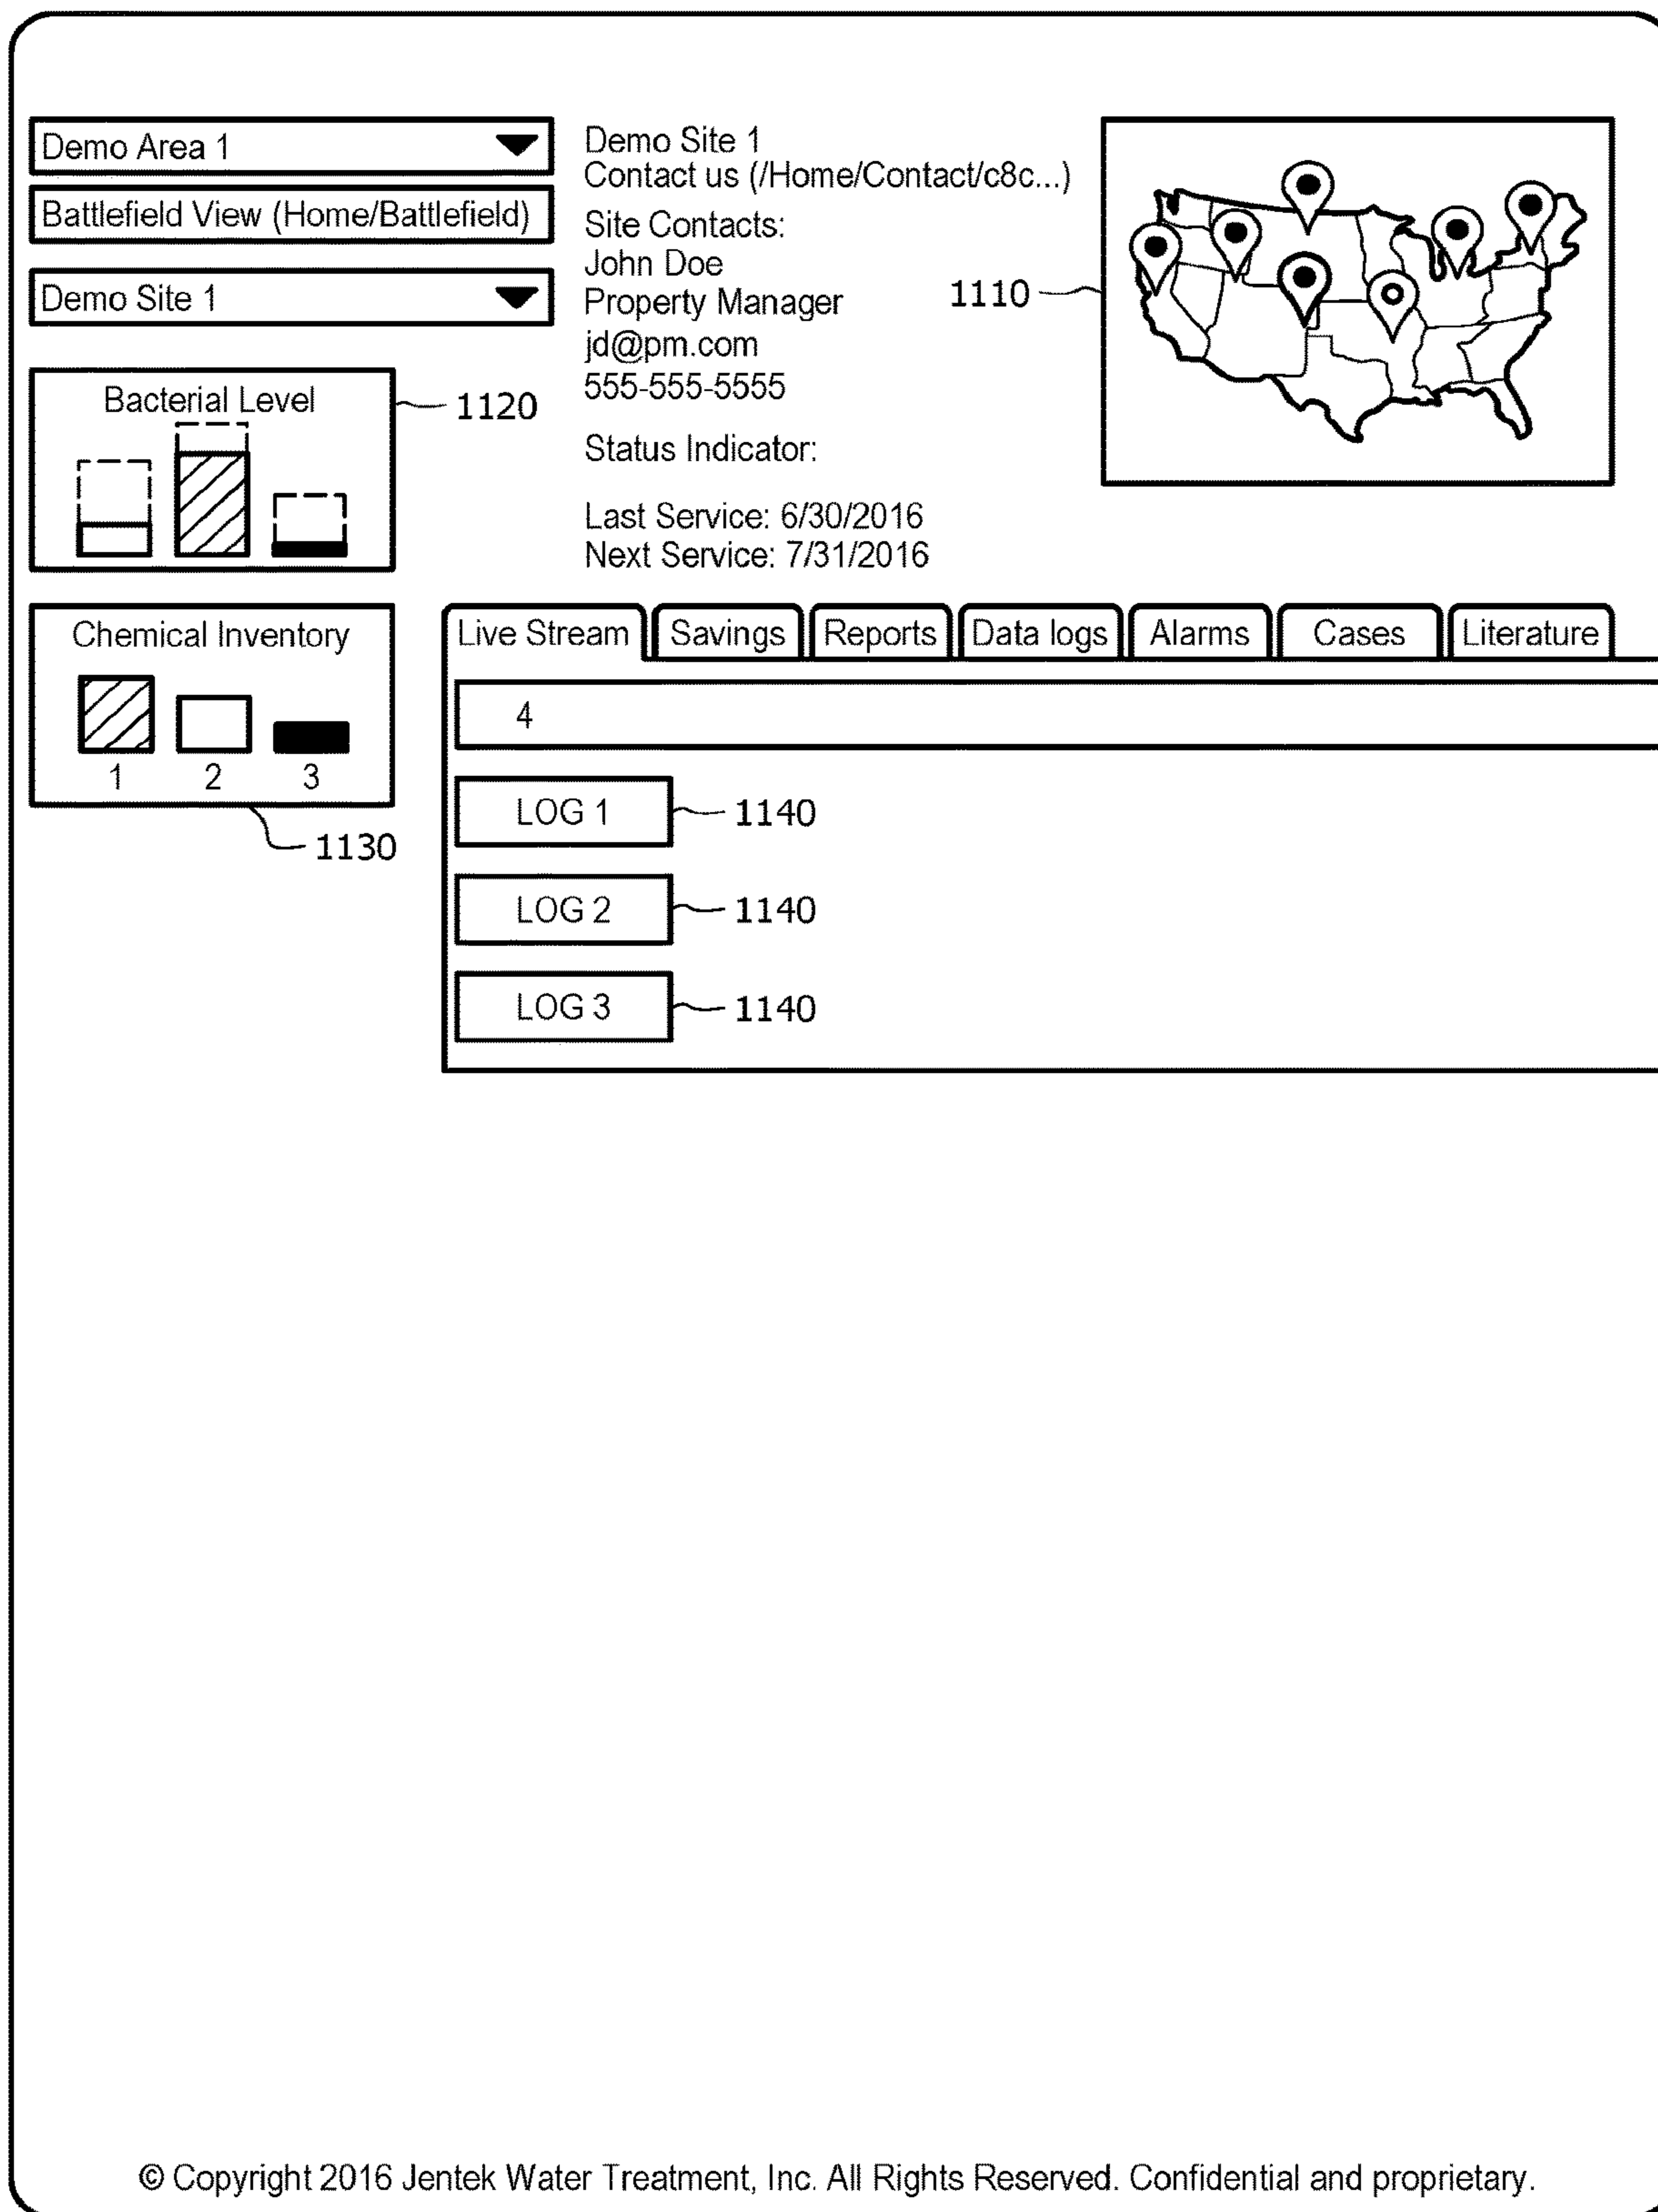 Demo Area 1
Battlefield View (Home/Battlefield)
Demo Site 1
Demo Site 1
Contact us (/Home/Contact/c8c...)
Site Contacts:
John Doe
Property Manager
jd@pm.com
555-555-5555
Status Indicator:
Last Service: 6/30/2016
Next Service: 7/31/2016
1110
Bacterial Level
1120
Chemical Inventory
1 2 3
1130
Live Stream Savings Reports Data logs Alarms Cases Literature
4
LOG 1 1140
LOG 2 1140
LOG 3 1140
© Copyright 2016 Jentek Water Treatment, Inc. All Rights Reserved. Confidential and proprietary.